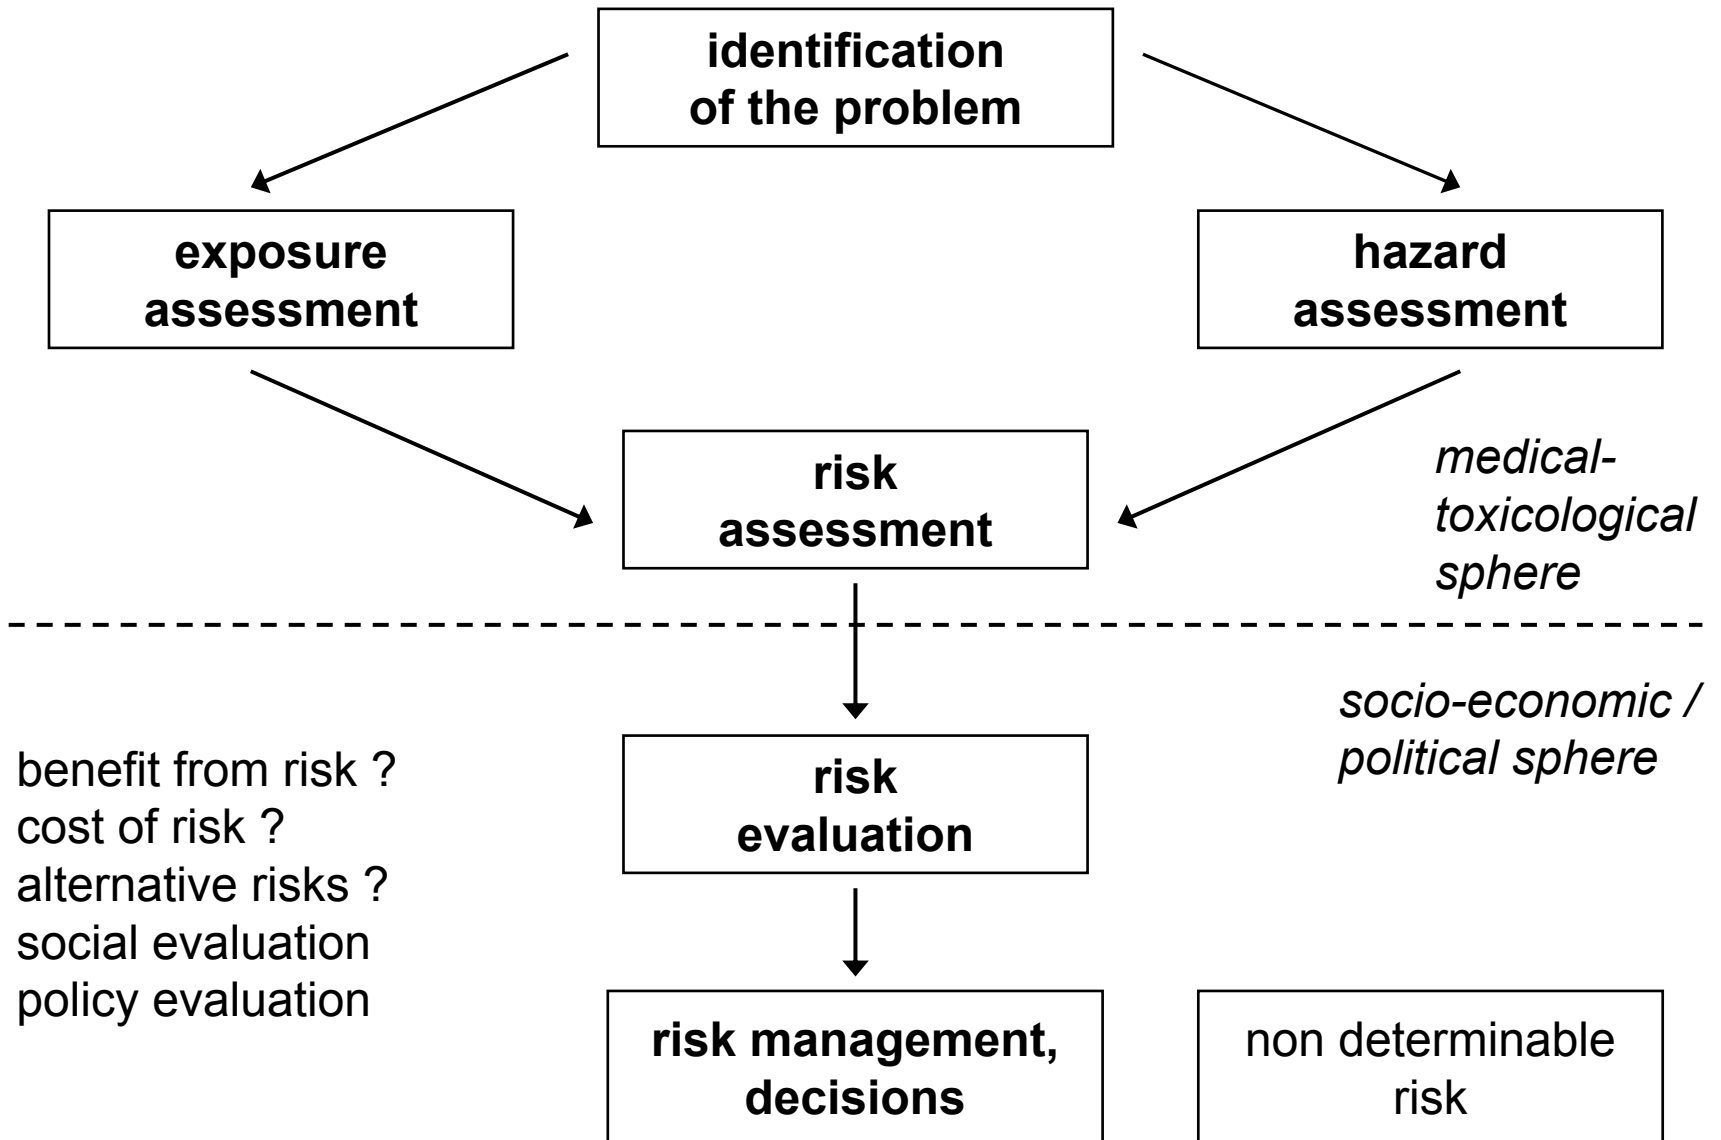 identification
of the problem
exposure
assessment
hazard
assessment
risk
assessment
medical-
toxicological
sphere
socio-economic /
political sphere
benefit from risk ?
cost of risk ?
alternative risks ?
social evaluation
policy evaluation
risk
evaluation
risk management,
decisions
non determinable
risk